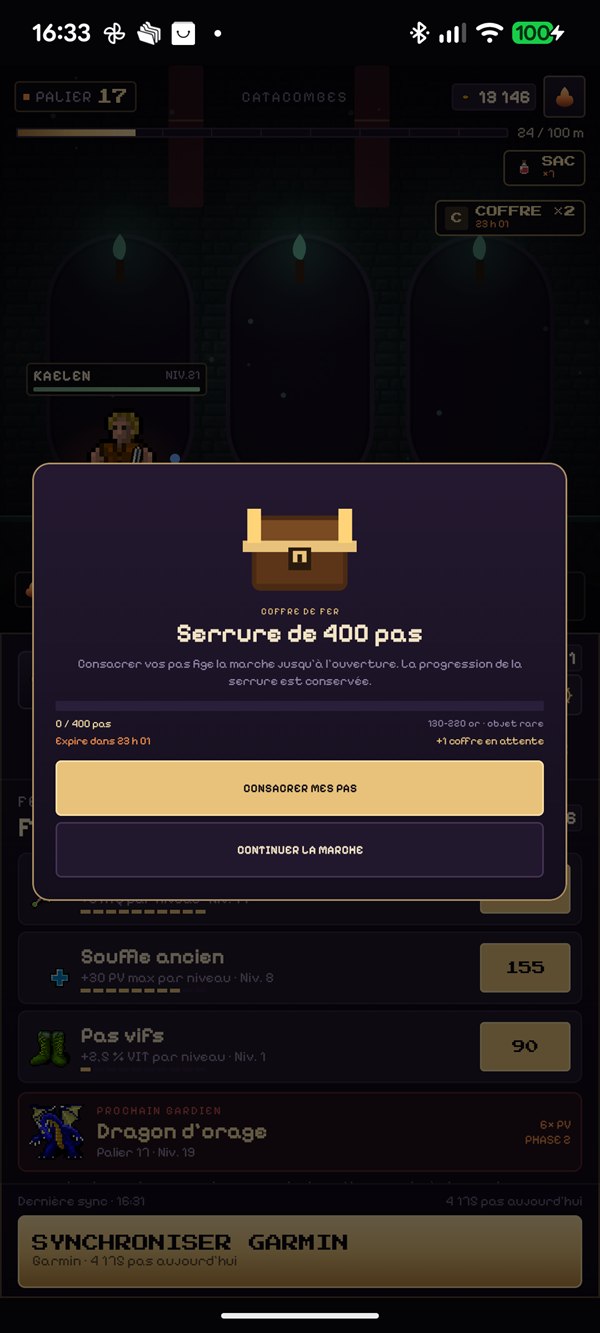 16:33
100
PALIER 17
CATACOMBES
13 146
24 / 100 m
SAC
×7
C COFFRE ×2
23 h 01
KAELEN NIV.21
COFFRE DE FER
Serrure de 400 pas
Consacrer vos pas fige la marche jusqu'à l'ouverture. La progression de la
serrure est conservée.
0 / 400 pas
130-220 or · objet rare
Expire dans 23 h 01
+1 coffre en attente
CONSACRER MES PAS
CONTINUER LA MARCHE
Souffle ancien
+30 PV max par niveau · Niv. 8
155
Pas vifs
+2,5 % VIT par niveau · Niv. 1
90
PROCHAIN GARDIEN
Dragon d'orage
Palier 17 · Niv. 19
6× PV
PHASE 2
Dernière sync · 16:31
4 175 pas aujourd'hui
SYNCHRONISER GARMIN
Garmin · 4 175 pas aujourd'hui